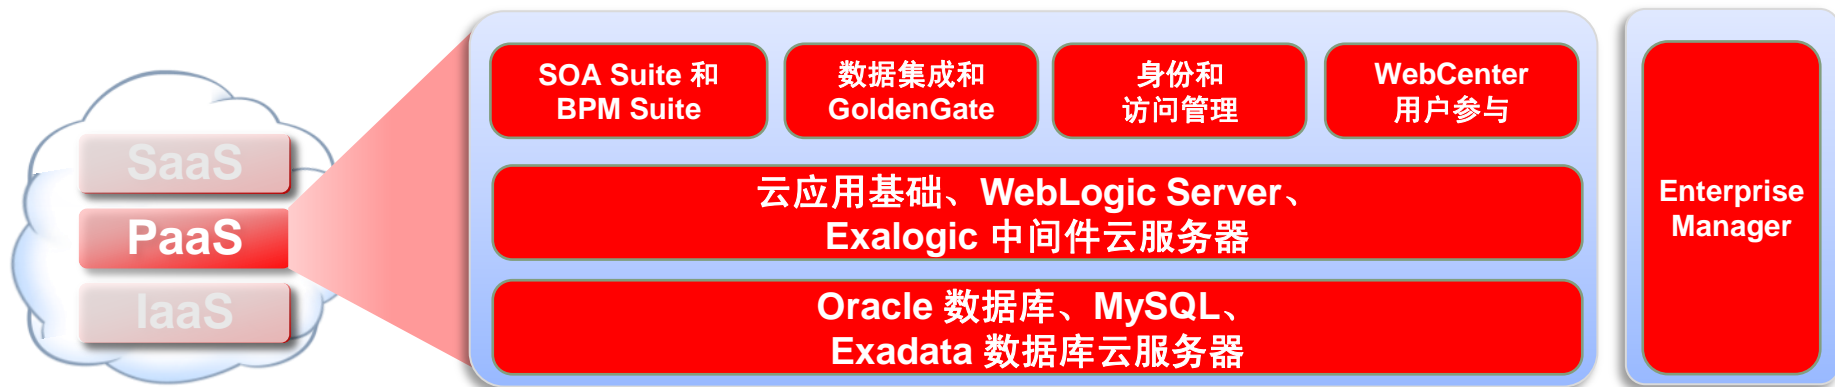 SaaS
PaaS
IaaS
SOA Suite 和
BPM Suite
数据集成和
GoldenGate
身份和
访问管理
WebCenter
用户参与
云应用基础、WebLogic Server、
Exalogic 中间件云服务器
Oracle 数据库、MySQL、
Exadata 数据库云服务器
Enterprise
Manager